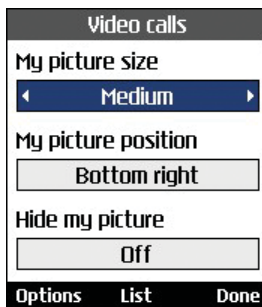 Video calls
My picture size
Medium
My picture position
Bottom right
Hide my picture
Off
Options List Done